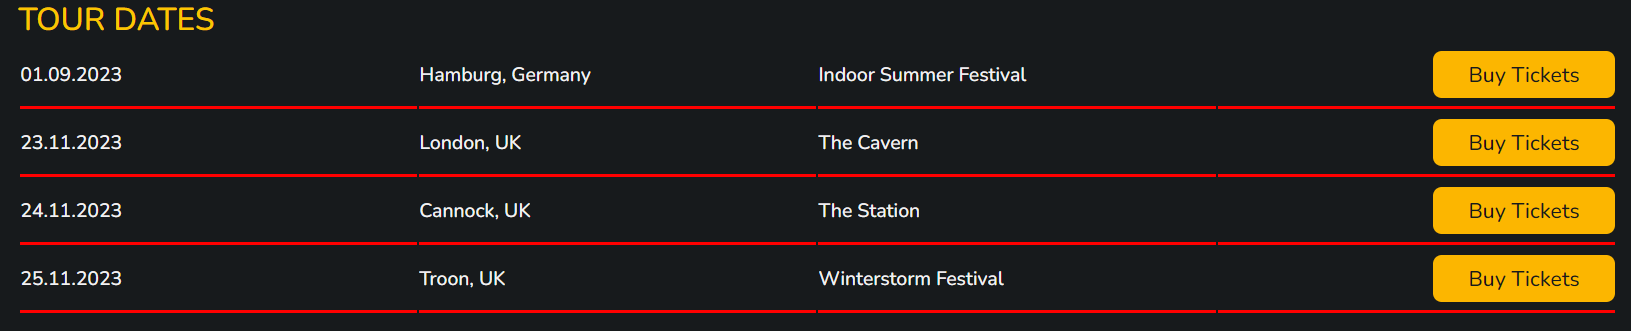 TOUR DATES
01.09.2023 Hamburg, Germany Indoor Summer Festival Buy Tickets
23.11.2023 London, UK The Cavern Buy Tickets
24.11.2023 Cannock, UK The Station Buy Tickets
25.11.2023 Troon, UK Winterstorm Festival Buy Tickets